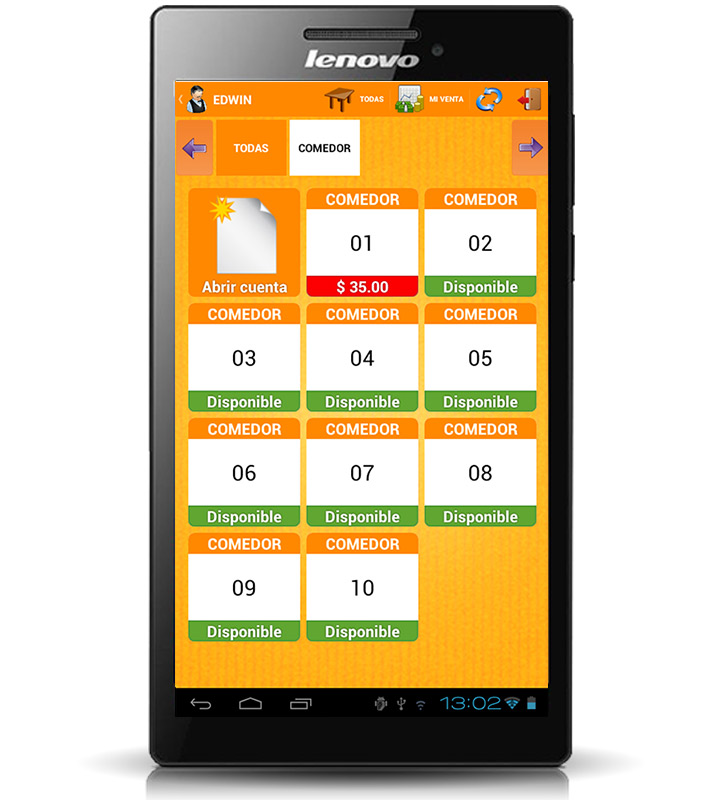 lenovo
EDWIN
TODAS
MI VENTA
TODAS
COMEDOR
Abrir cuenta
COMEDOR
01
$ 35.00
COMEDOR
02
Disponible
COMEDOR
03
Disponible
COMEDOR
04
Disponible
COMEDOR
05
Disponible
COMEDOR
06
Disponible
COMEDOR
07
Disponible
COMEDOR
08
Disponible
COMEDOR
09
Disponible
COMEDOR
10
Disponible
13:02